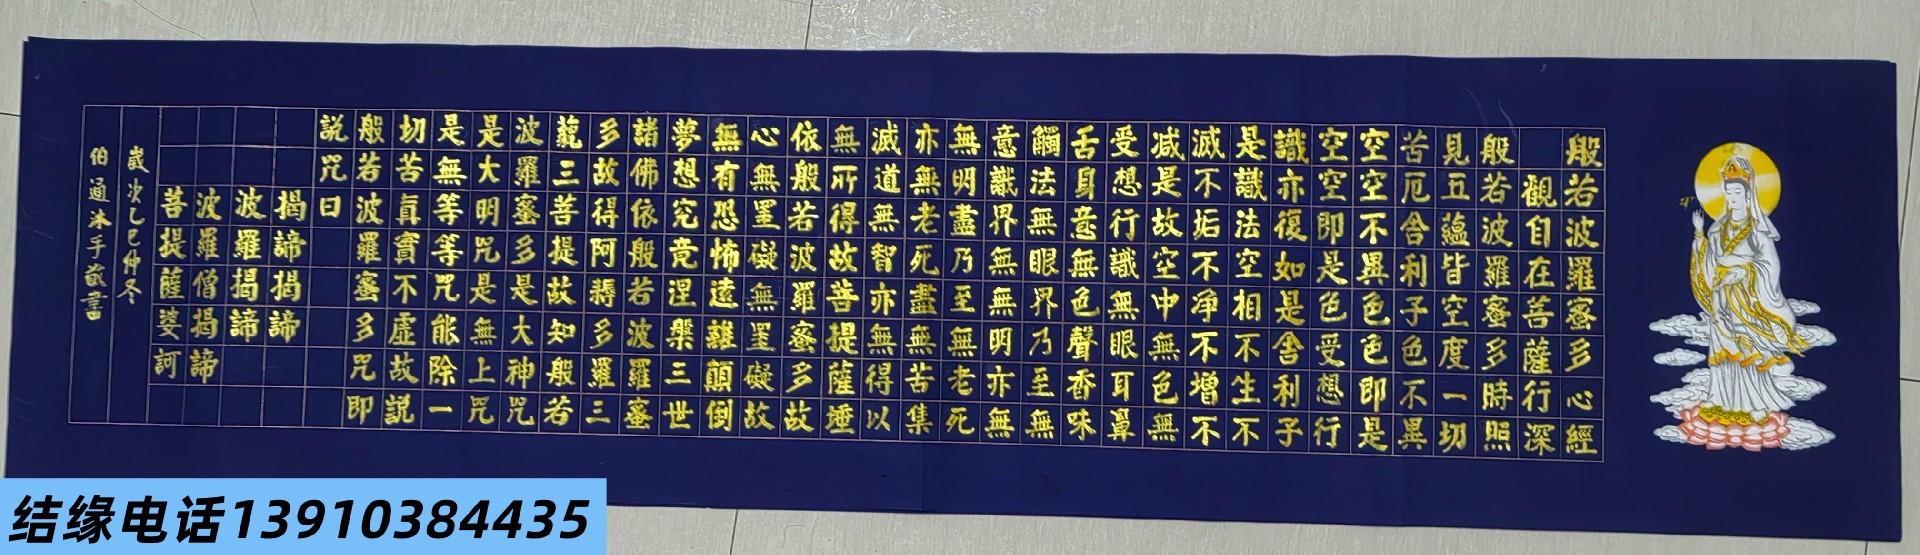 般若波羅蜜多心經
觀自在菩薩行深
般若波羅蜜多時照
見五蘊皆空度一切
苦厄舍利子色不異
空空不異色色即是
空空即是色受想行
識亦復如是舍利子
是諸法空相不生不
滅不垢不淨不增不
减是故空中無色無
受想行識無眼耳鼻
舌身意無色聲香味
觸法無眼界乃至無
意識界無無明亦無
無明盡乃至無老死
亦無老死盡無苦集
滅道無智亦無得以
無所得故菩提薩埵
依般若波羅蜜多故
心無罣礙無罣礙故
無有恐怖遠離顛倒
夢想究竟涅槃三世
諸佛依般若波羅蜜
多故得阿耨多羅三
藐三菩提故知般若
波羅蜜多是大神咒
是大明咒是無上咒
是無等等咒能除一
切苦真實不虛故説
般若波羅蜜多咒即
説咒曰
揭諦揭諦
波羅揭諦
波羅僧揭諦
菩提薩婆訶
歲次乙巳仲冬
伯通沐手敬書
结缘电话13910384435